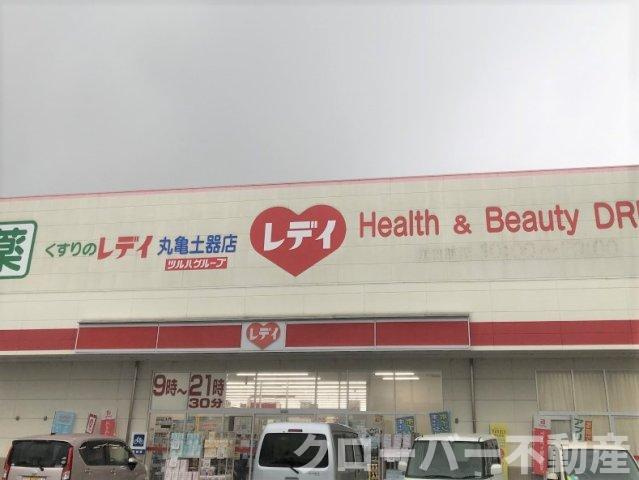 薬
くすりのレデイ 丸亀土器店
ツルハグループ
レデイ
Health & Beauty DR
レデイ
9時～21時
30分
クローバー不動産